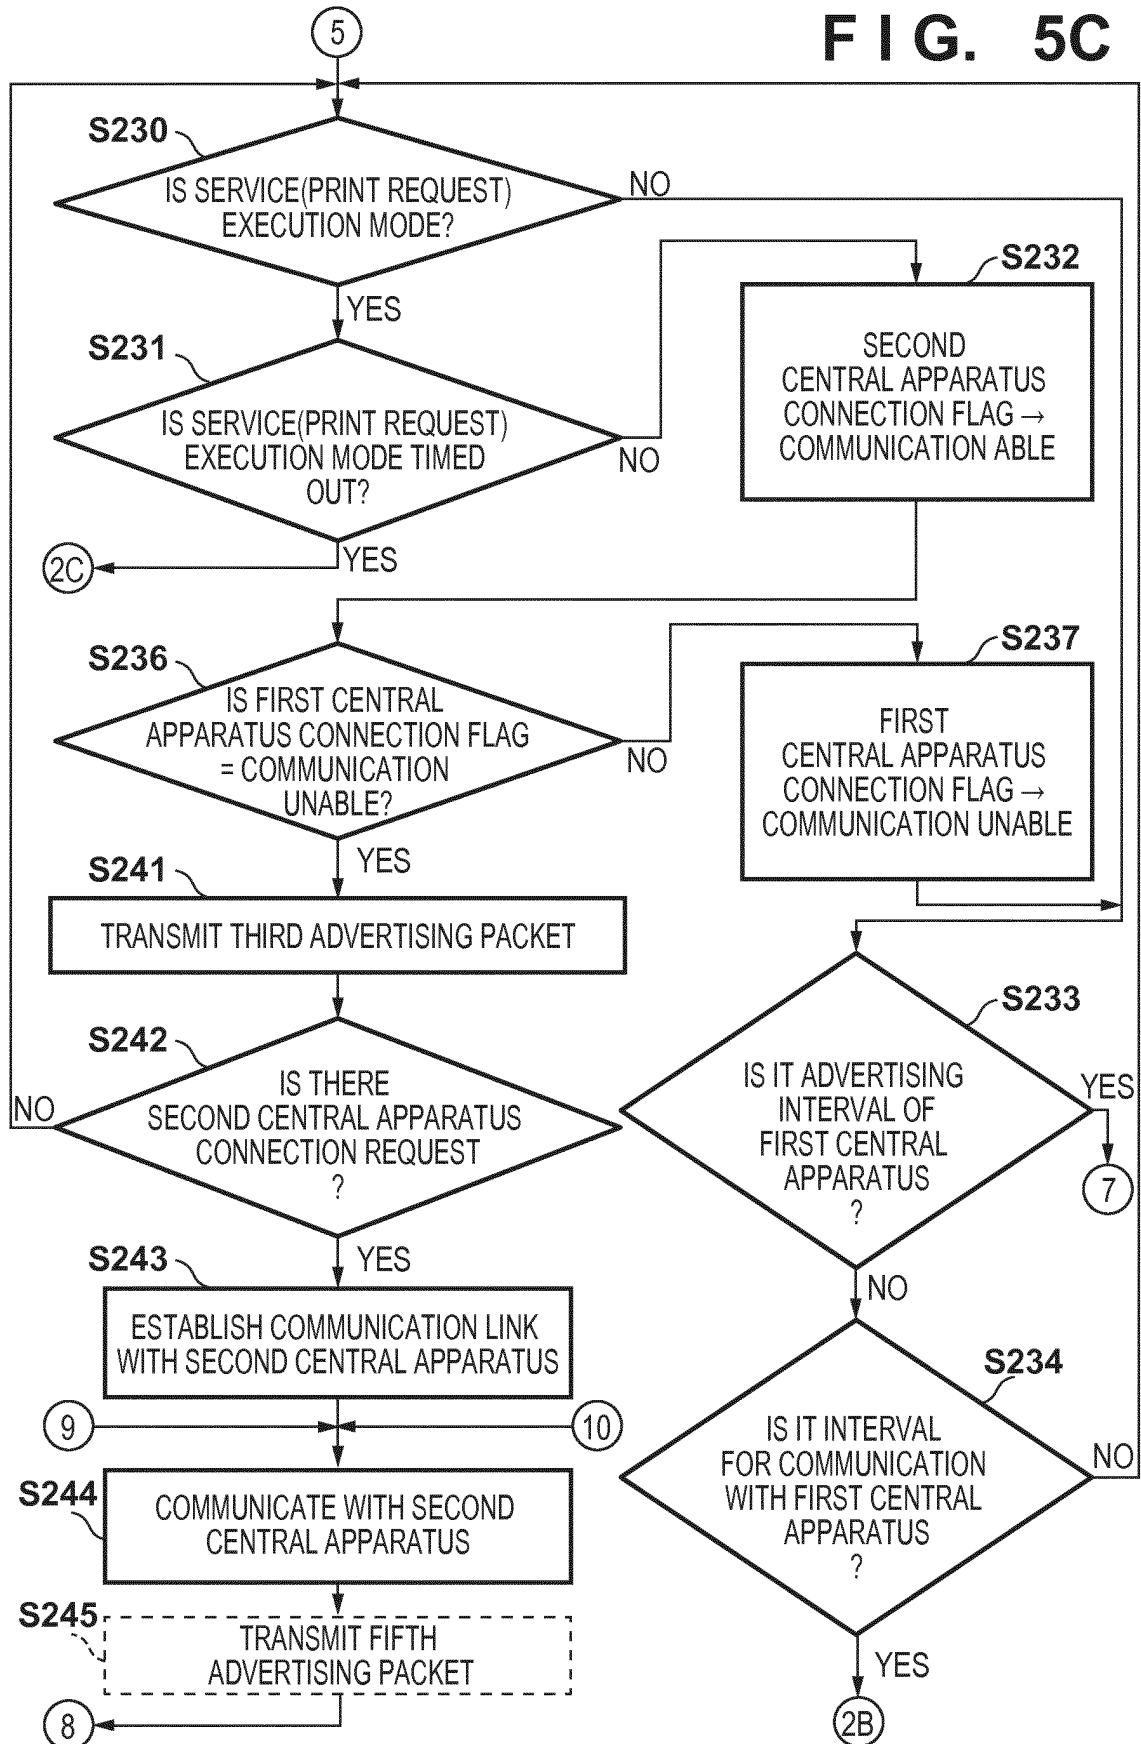 FIG. 5C
5
S230
IS SERVICE(PRINT REQUEST)
EXECUTION MODE?
NO
YES
S231
IS SERVICE(PRINT REQUEST)
EXECUTION MODE TIMED
OUT?
NO
YES
2C
S232
SECOND
CENTRAL APPARATUS
CONNECTION FLAG →
COMMUNICATION ABLE
S236
IS FIRST CENTRAL
APPARATUS CONNECTION FLAG
= COMMUNICATION
UNABLE?
NO
YES
S237
FIRST
CENTRAL APPARATUS
CONNECTION FLAG →
COMMUNICATION UNABLE
S241
TRANSMIT THIRD ADVERTISING PACKET
S242
IS THERE
SECOND CENTRAL APPARATUS
CONNECTION REQUEST
?
NO
YES
S233
IS IT ADVERTISING
INTERVAL OF
FIRST CENTRAL
APPARATUS
?
YES
7
NO
S243
ESTABLISH COMMUNICATION LINK
WITH SECOND CENTRAL APPARATUS
9
10
S234
IS IT INTERVAL
FOR COMMUNICATION
WITH FIRST CENTRAL
APPARATUS
?
NO
YES
2B
S244
COMMUNICATE WITH SECOND
CENTRAL APPARATUS
S245
TRANSMIT FIFTH
ADVERTISING PACKET
8